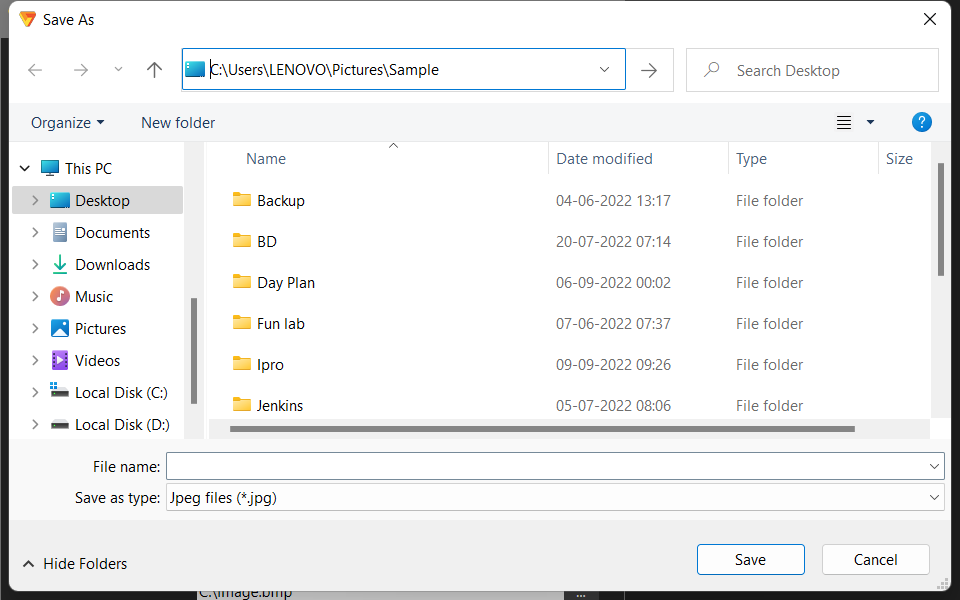 Save As
C:\Users\LENOVO\Pictures\Sample
Search Desktop
Organize
New folder
?
This PC
Desktop
Documents
Downloads
Music
Pictures
Videos
Local Disk (C:)
Local Disk (D:)
Name Date modified Type Size
Backup 04-06-2022 13:17 File folder
BD 20-07-2022 07:14 File folder
Day Plan 06-09-2022 00:02 File folder
Fun lab 07-06-2022 07:37 File folder
Ipro 09-09-2022 09:26 File folder
Jenkins 05-07-2022 08:06 File folder
File name:
Save as type: Jpeg files (*.jpg)
Hide Folders
Save
Cancel
C:\image.bmp
...